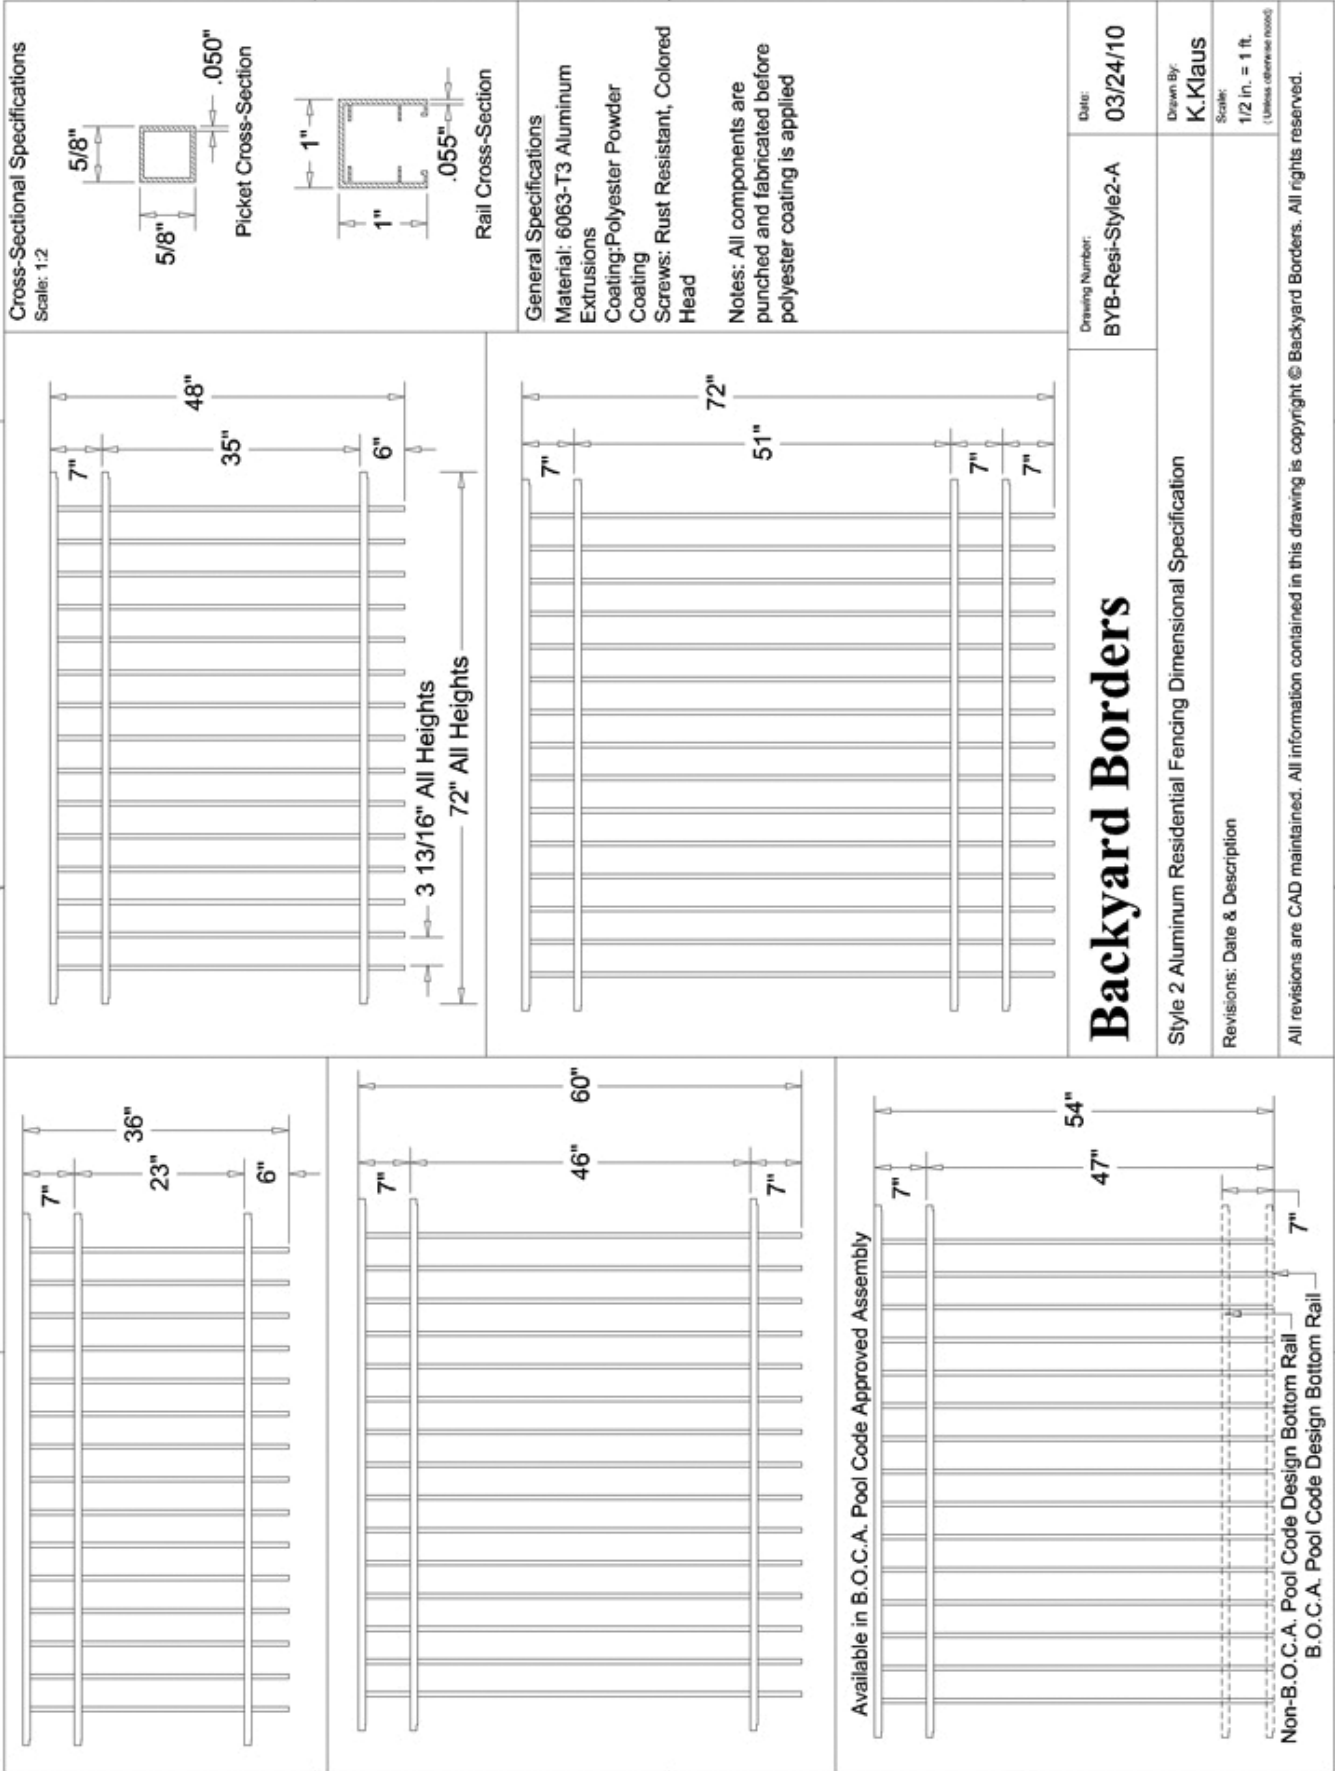 36"
7"
23"
6"
48"
7"
35"
6"
3 13/16" All Heights
72" All Heights
Cross-Sectional Specifications
Scale: 1:2
5/8"
5/8"
.050"
Picket Cross-Section
1"
1"
.055"
Rail Cross-Section
60"
7"
46"
7"
72"
7"
51"
7"
7"
General Specifications
Material: 6063-T3 Aluminum
Extrusions
Coating:Polyester Powder
Coating
Screws: Rust Resistant, Colored
Head
Notes: All components are
punched and fabricated before
polyester coating is applied
Available in B.O.C.A. Pool Code Approved Assembly
54"
7"
47"
7"
Non-B.O.C.A. Pool Code Design Bottom Rail
B.O.C.A. Pool Code Design Bottom Rail
Backyard Borders
Drawing Number:
BYB-Resi-Style2-A
Date:
03/24/10
Style 2 Aluminum Residential Fencing Dimensional Specification
Drawn By:
K.Klaus
Revisions: Date & Description
Scale:
1/2 in. = 1 ft.
(Unless otherwise noted)
All revisions are CAD maintained. All information contained in this drawing is copyright © Backyard Borders. All rights reserved.